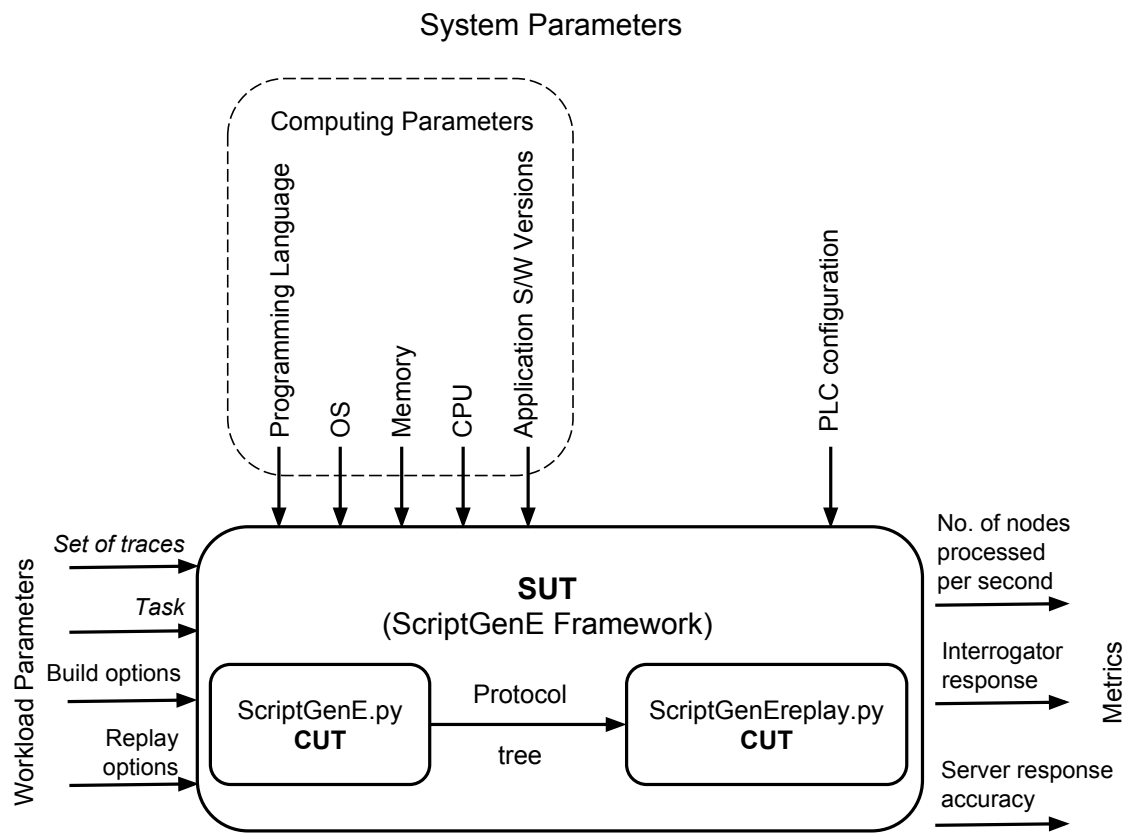 System Parameters
Computing Parameters
Programming Language
OS
Memory
CPU
Application S/W Versions
PLC configuration
Workload Parameters
Set of traces
Task
Build options
Replay
options
SUT
(ScriptGenE Framework)
ScriptGenE.py
CUT
Protocol
tree
ScriptGenEreplay.py
CUT
No. of nodes
processed
per second
Interrogator
response
Server response
accuracy
Metrics